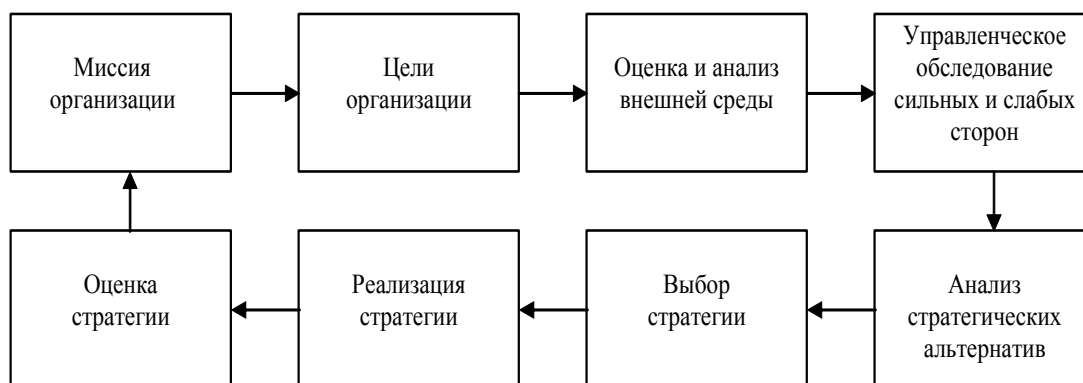 Миссия
организации
Цели
организации
Оценка и анализ
внешней среды
Управленческое
обследование
сильных и слабых
сторон
Оценка
стратегии
Реализация
стратегии
Выбор
стратегии
Анализ
стратегических
альтернатив